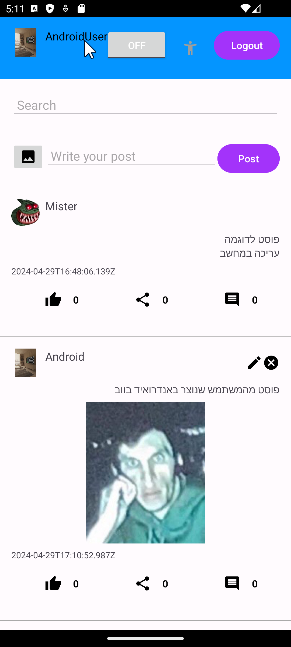 5:11
AndroidUser
OFF
Logout
Search
Write your post
Post
Mister
פוסט לדוגמה
עריכה במחשב
2024-04-29T16:48:06.139Z
0 0 0
Android
פוסט מהמשתמש שנוצר באנדרואיד בווב
2024-04-29T17:10:52.987Z
0 0 0